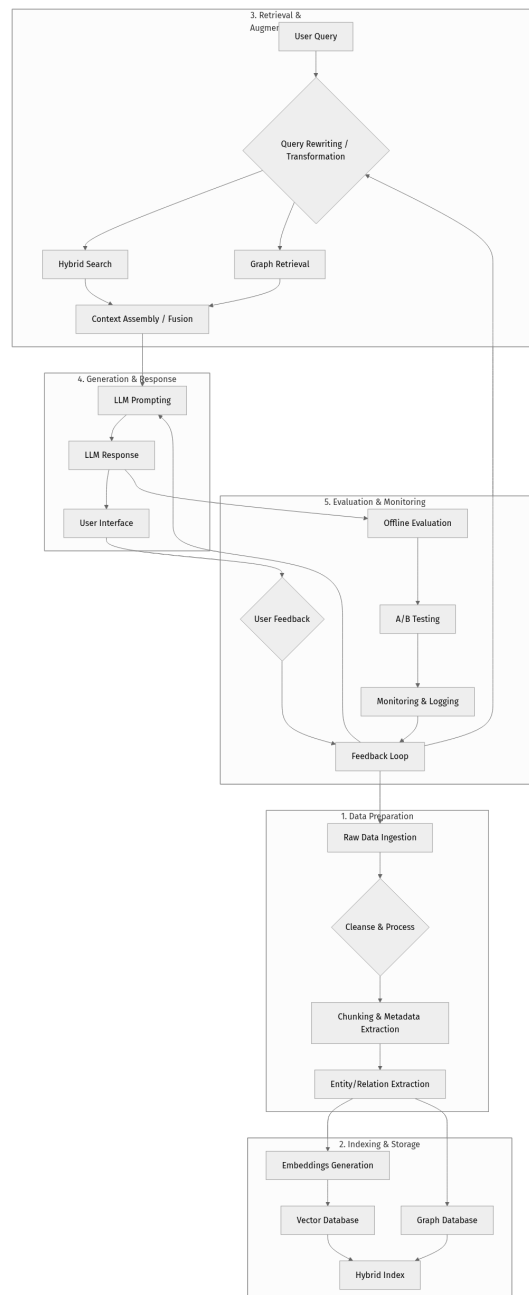 3. Retrieval &
Augmen
User Query
Query Rewriting /
Transformation
Hybrid Search
Graph Retrieval
Context Assembly / Fusion
4. Generation & Response
LLM Prompting
LLM Response
User Interface
5. Evaluation & Monitoring
Offline Evaluation
User Feedback
A/B Testing
Monitoring & Logging
Feedback Loop
1. Data Preparation
Raw Data Ingestion
Cleanse & Process
Chunking & Metadata
Extraction
Entity/Relation Extraction
2. Indexing & Storage
Embeddings Generation
Vector Database
Graph Database
Hybrid Index